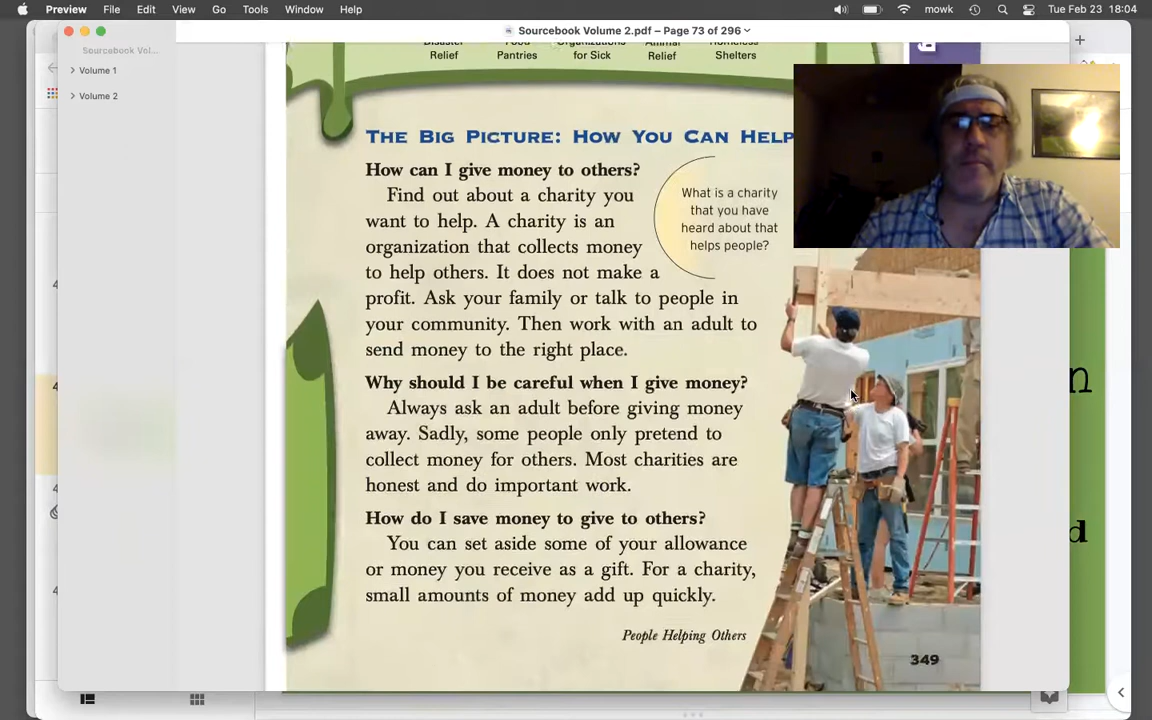 Preview File Edit View Go Tools Window Help mowk Tue Feb 23 18:04
Sourcebook Volume 2.pdf – Page 73 of 296
Sourcebook Vol...
Volume 1
Volume 2
Disaster Relief
Food Pantries
Organizations for Sick
Animal Relief
Homeless Shelters
THE BIG PICTURE: HOW YOU CAN HELP
How can I give money to others?
Find out about a charity you
want to help. A charity is an
organization that collects money
to help others. It does not make a
profit. Ask your family or talk to people in
your community. Then work with an adult to
send money to the right place.
What is a charity
that you have
heard about that
helps people?
Why should I be careful when I give money?
Always ask an adult before giving money
away. Sadly, some people only pretend to
collect money for others. Most charities are
honest and do important work.
How do I save money to give to others?
You can set aside some of your allowance
or money you receive as a gift. For a charity,
small amounts of money add up quickly.
People Helping Others
349
n
d